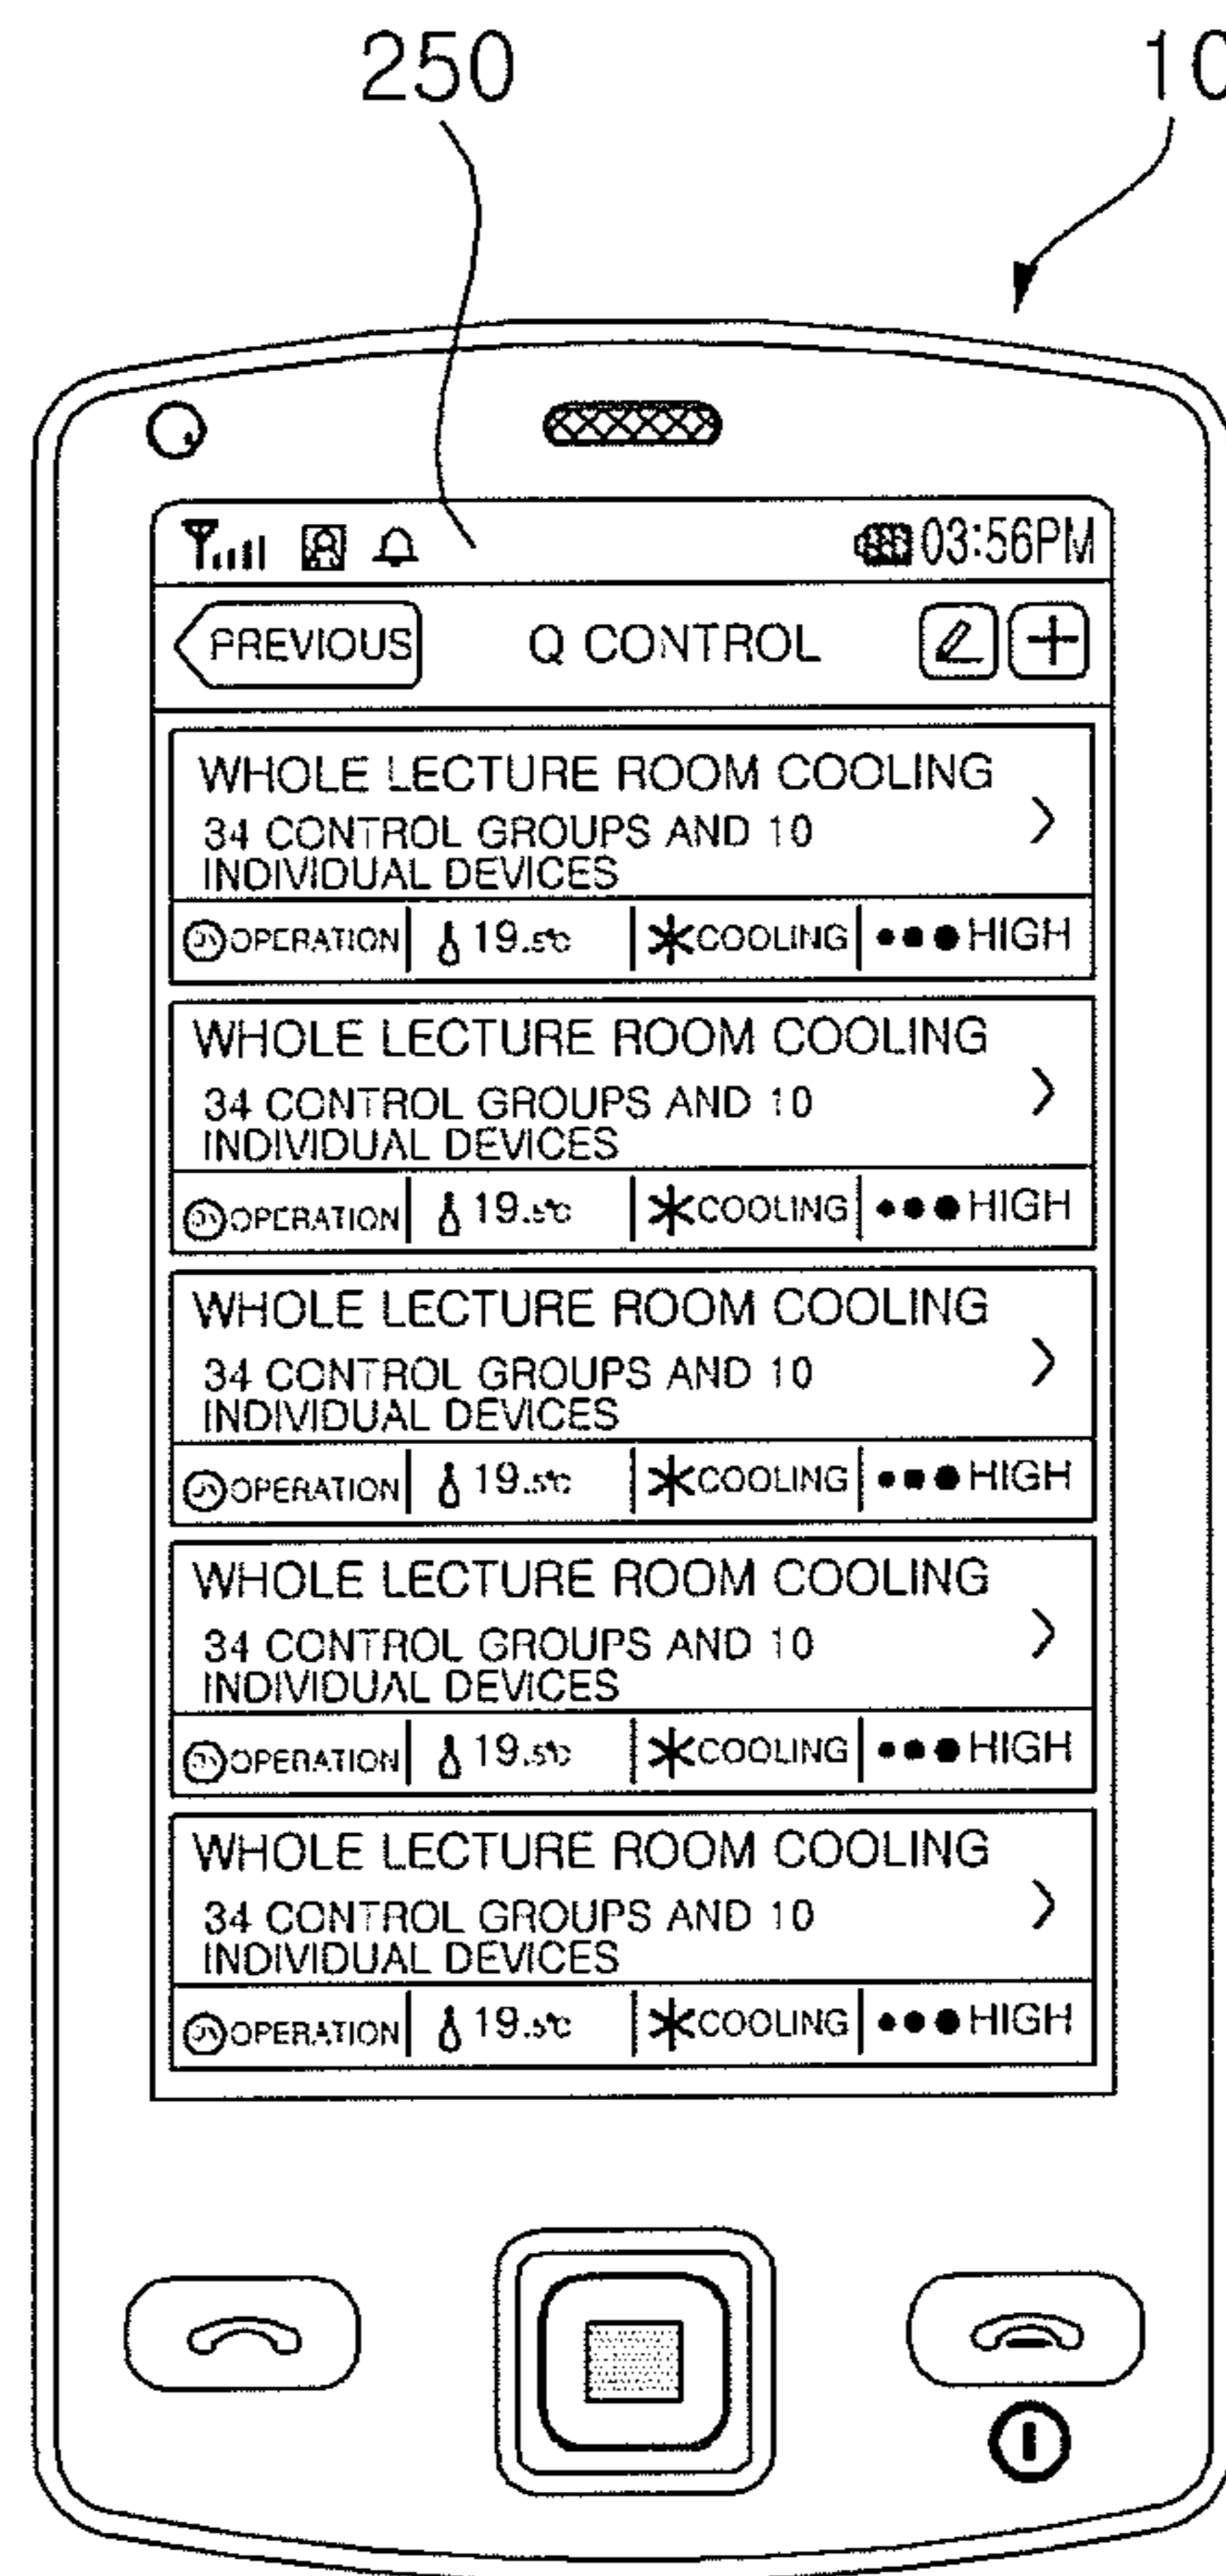 250
10
03:56PM
PREVIOUS Q CONTROL
WHOLE LECTURE ROOM COOLING
34 CONTROL GROUPS AND 10
INDIVIDUAL DEVICES
OPERATION 19.5℃ COOLING HIGH
WHOLE LECTURE ROOM COOLING
34 CONTROL GROUPS AND 10
INDIVIDUAL DEVICES
OPERATION 19.5℃ COOLING HIGH
WHOLE LECTURE ROOM COOLING
34 CONTROL GROUPS AND 10
INDIVIDUAL DEVICES
OPERATION 19.5℃ COOLING HIGH
WHOLE LECTURE ROOM COOLING
34 CONTROL GROUPS AND 10
INDIVIDUAL DEVICES
OPERATION 19.5℃ COOLING HIGH
WHOLE LECTURE ROOM COOLING
34 CONTROL GROUPS AND 10
INDIVIDUAL DEVICES
OPERATION 19.5℃ COOLING HIGH